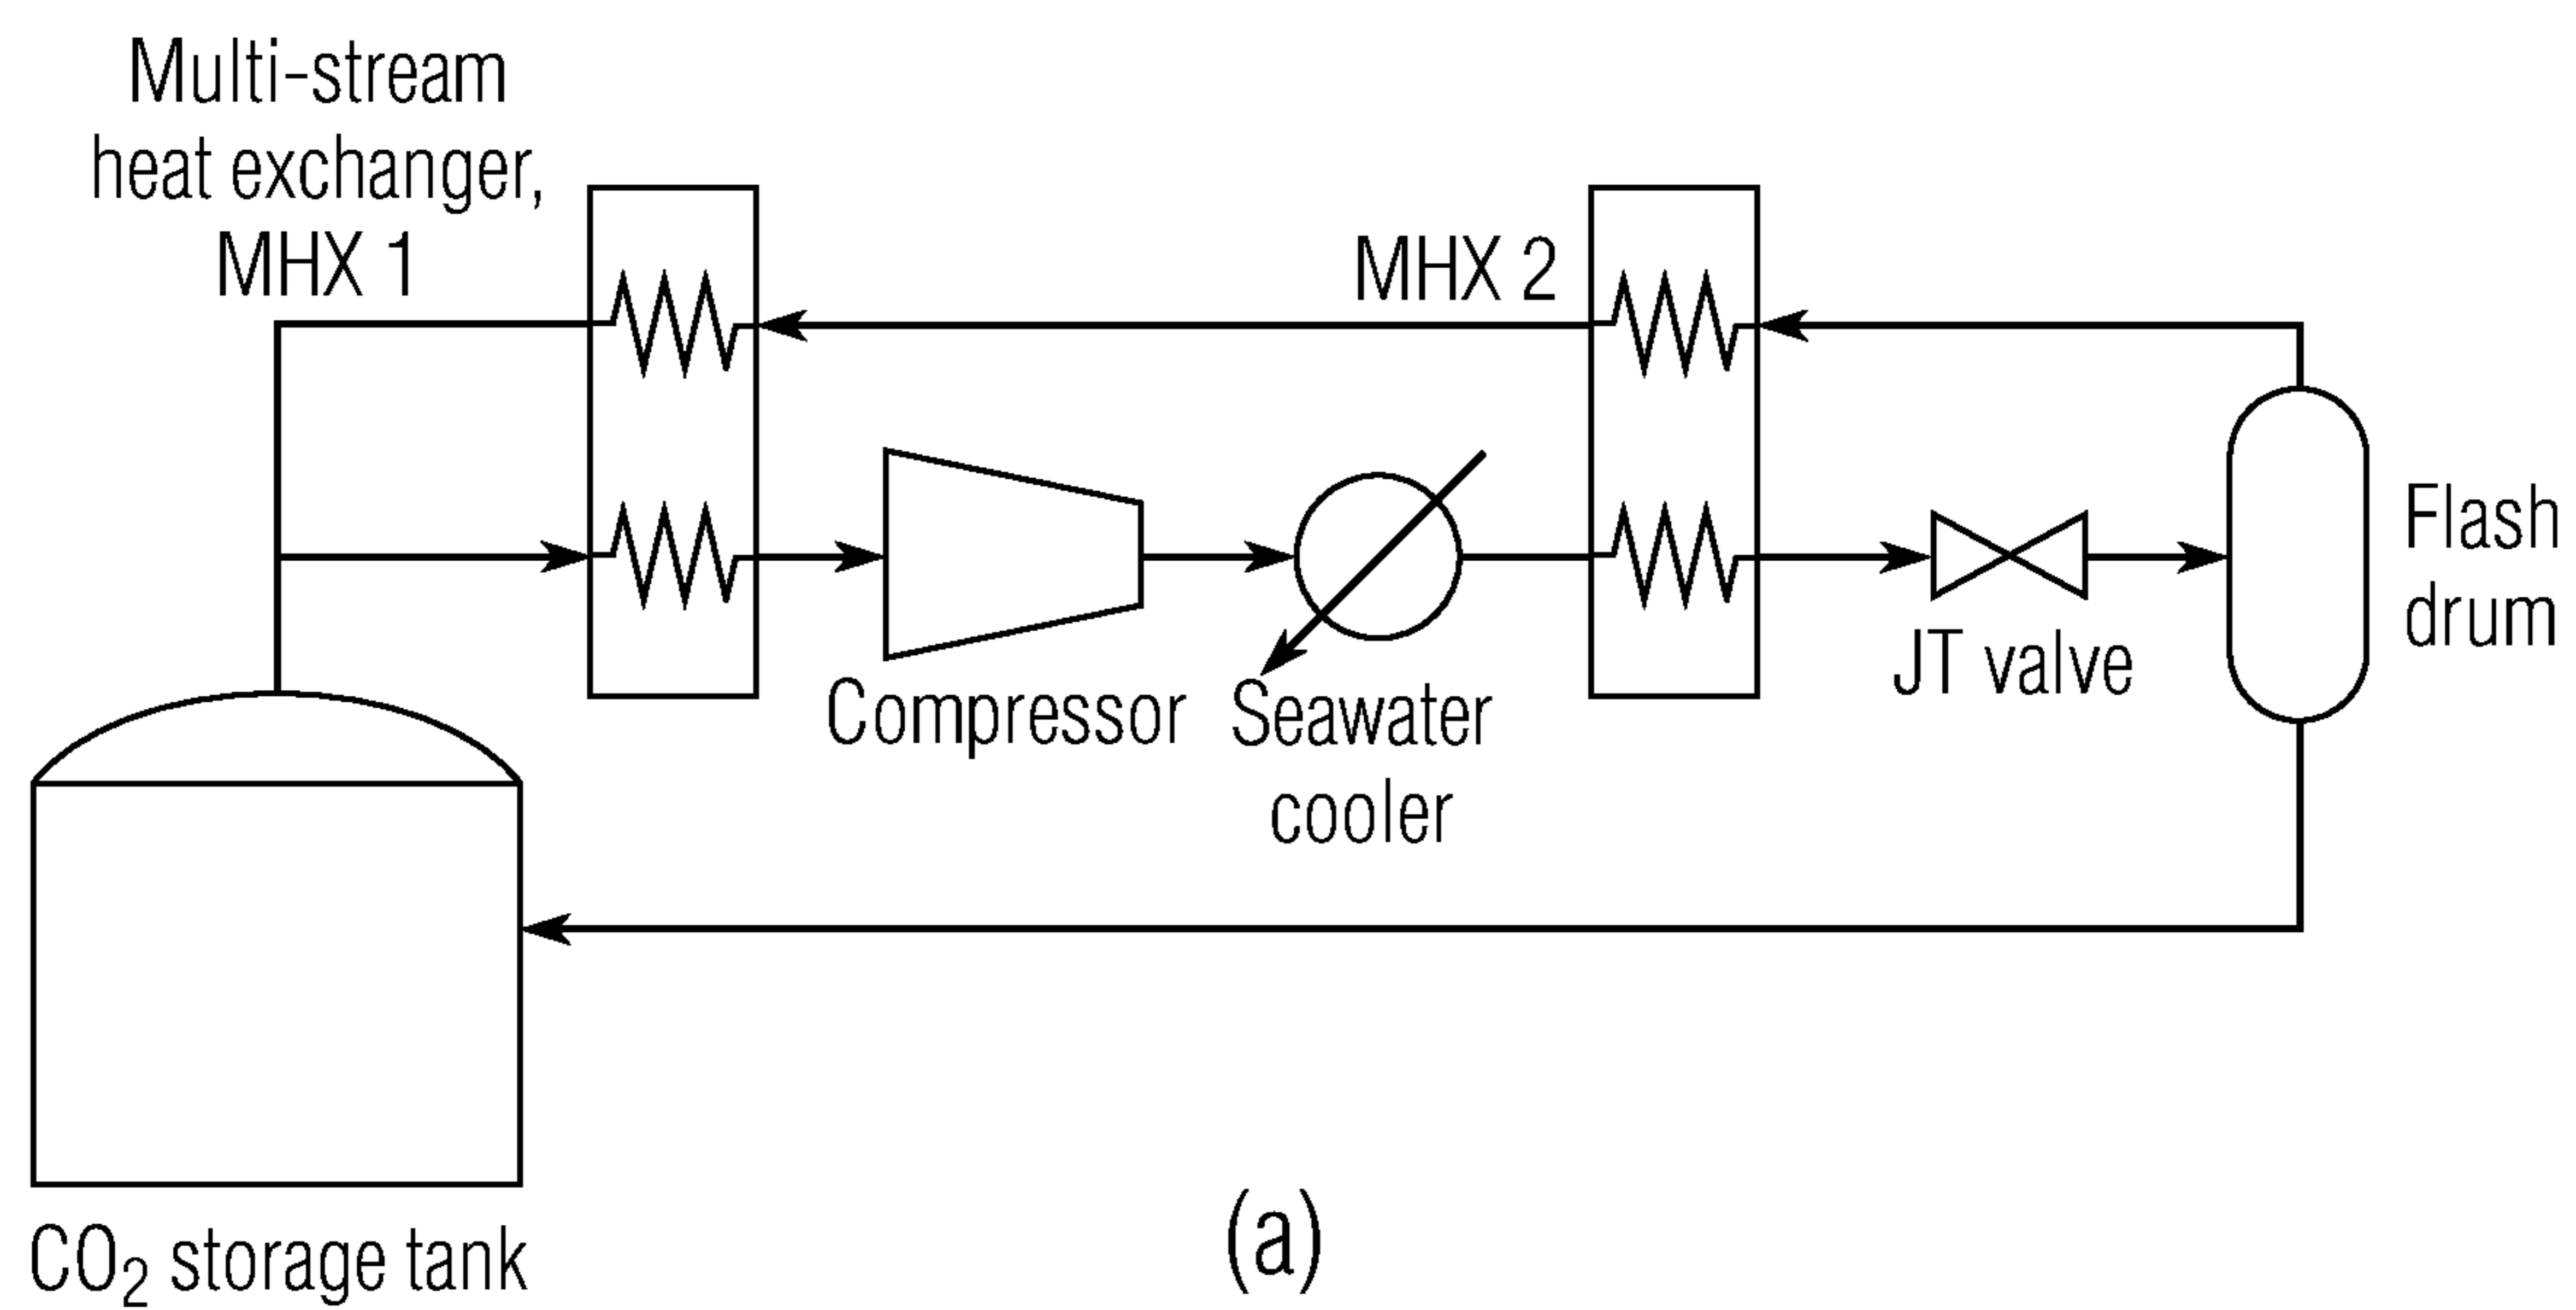 Multi-stream
heat exchanger,
MHX 1
MHX 2
Compressor
Seawater
cooler
JT valve
Flash
drum
CO₂ storage tank
(a)